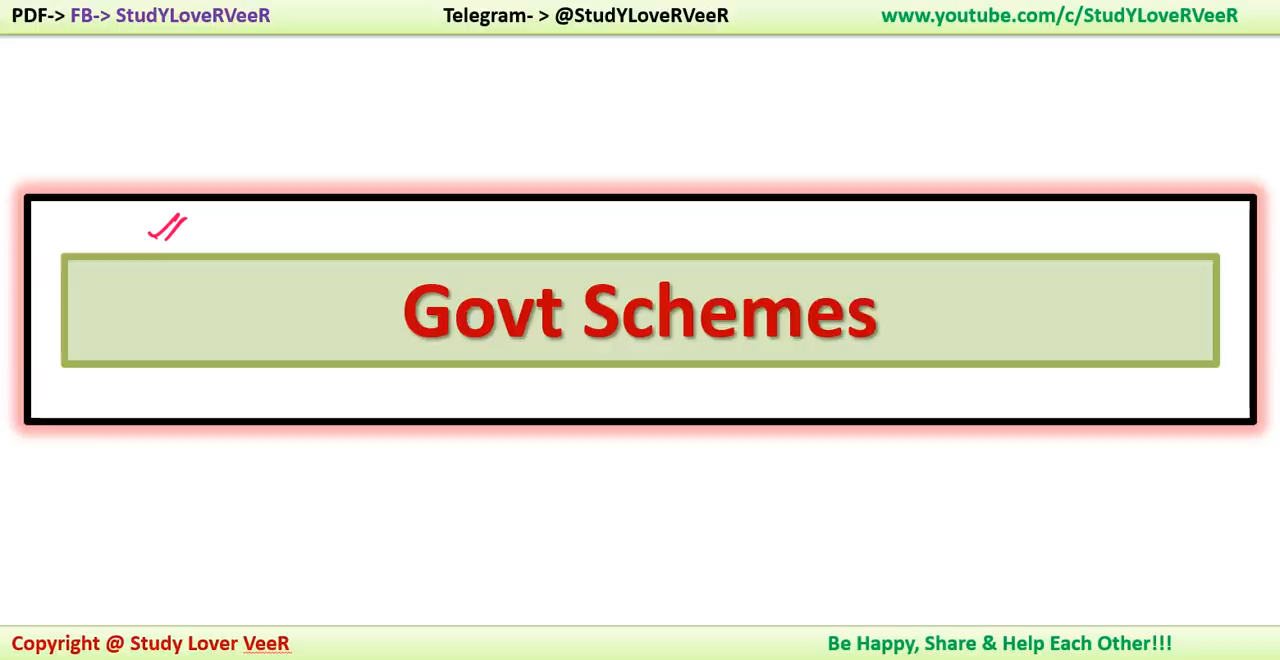 PDF-> FB-> StudYLoveRVeeR Telegram- > @StudYLoveRVeeR www.youtube.com/c/StudYLoveRVeeR
Govt Schemes
Copyright @ Study Lover VeeR Be Happy, Share & Help Each Other!!!